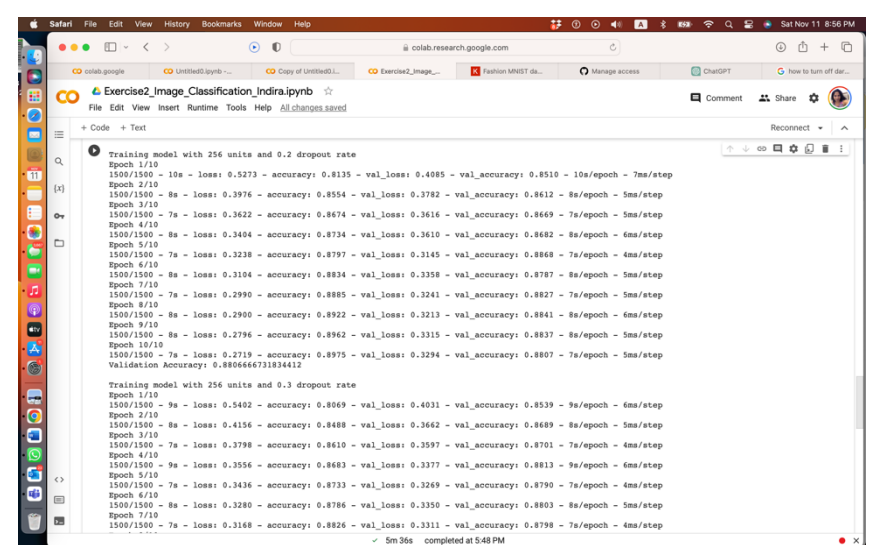 Safari File Edit View History Bookmarks Window Help Sat Nov 11 8:56 PM
colab.research.google.com
colab.google Untitled0.ipynb -... Copy of Untitled0.i... Exercise2_Image_... Fashion MNIST da... Manage access ChatGPT how to turn off dar...
Exercise2_Image_Classification_Indira.ipynb
Comment Share
File Edit View Insert Runtime Tools Help All changes saved
+ Code + Text Reconnect
Training model with 256 units and 0.2 dropout rate
Epoch 1/10
1500/1500 - 10s - loss: 0.5273 - accuracy: 0.8135 - val_loss: 0.4085 - val_accuracy: 0.8510 - 10s/epoch - 7ms/step
Epoch 2/10
1500/1500 - 8s - loss: 0.3976 - accuracy: 0.8554 - val_loss: 0.3782 - val_accuracy: 0.8612 - 8s/epoch - 5ms/step
Epoch 3/10
1500/1500 - 7s - loss: 0.3622 - accuracy: 0.8674 - val_loss: 0.3616 - val_accuracy: 0.8669 - 7s/epoch - 5ms/step
Epoch 4/10
1500/1500 - 8s - loss: 0.3404 - accuracy: 0.8734 - val_loss: 0.3610 - val_accuracy: 0.8682 - 8s/epoch - 6ms/step
Epoch 5/10
1500/1500 - 7s - loss: 0.3238 - accuracy: 0.8797 - val_loss: 0.3145 - val_accuracy: 0.8868 - 7s/epoch - 4ms/step
Epoch 6/10
1500/1500 - 8s - loss: 0.3104 - accuracy: 0.8834 - val_loss: 0.3358 - val_accuracy: 0.8787 - 8s/epoch - 5ms/step
Epoch 7/10
1500/1500 - 7s - loss: 0.2990 - accuracy: 0.8885 - val_loss: 0.3241 - val_accuracy: 0.8827 - 7s/epoch - 5ms/step
Epoch 8/10
1500/1500 - 8s - loss: 0.2900 - accuracy: 0.8922 - val_loss: 0.3213 - val_accuracy: 0.8841 - 8s/epoch - 6ms/step
Epoch 9/10
1500/1500 - 8s - loss: 0.2796 - accuracy: 0.8962 - val_loss: 0.3315 - val_accuracy: 0.8837 - 8s/epoch - 5ms/step
Epoch 10/10
1500/1500 - 7s - loss: 0.2719 - accuracy: 0.8975 - val_loss: 0.3294 - val_accuracy: 0.8807 - 7s/epoch - 5ms/step
Validation Accuracy: 0.8806666731834412
Training model with 256 units and 0.3 dropout rate
Epoch 1/10
1500/1500 - 9s - loss: 0.5402 - accuracy: 0.8069 - val_loss: 0.4031 - val_accuracy: 0.8539 - 9s/epoch - 6ms/step
Epoch 2/10
1500/1500 - 8s - loss: 0.4156 - accuracy: 0.8488 - val_loss: 0.3662 - val_accuracy: 0.8689 - 8s/epoch - 5ms/step
Epoch 3/10
1500/1500 - 7s - loss: 0.3798 - accuracy: 0.8610 - val_loss: 0.3597 - val_accuracy: 0.8701 - 7s/epoch - 4ms/step
Epoch 4/10
1500/1500 - 9s - loss: 0.3556 - accuracy: 0.8683 - val_loss: 0.3377 - val_accuracy: 0.8813 - 9s/epoch - 6ms/step
Epoch 5/10
1500/1500 - 7s - loss: 0.3436 - accuracy: 0.8733 - val_loss: 0.3269 - val_accuracy: 0.8790 - 7s/epoch - 4ms/step
Epoch 6/10
1500/1500 - 8s - loss: 0.3280 - accuracy: 0.8786 - val_loss: 0.3350 - val_accuracy: 0.8803 - 8s/epoch - 5ms/step
Epoch 7/10
1500/1500 - 7s - loss: 0.3168 - accuracy: 0.8826 - val_loss: 0.3311 - val_accuracy: 0.8798 - 7s/epoch - 4ms/step
5m 36s completed at 5:48 PM